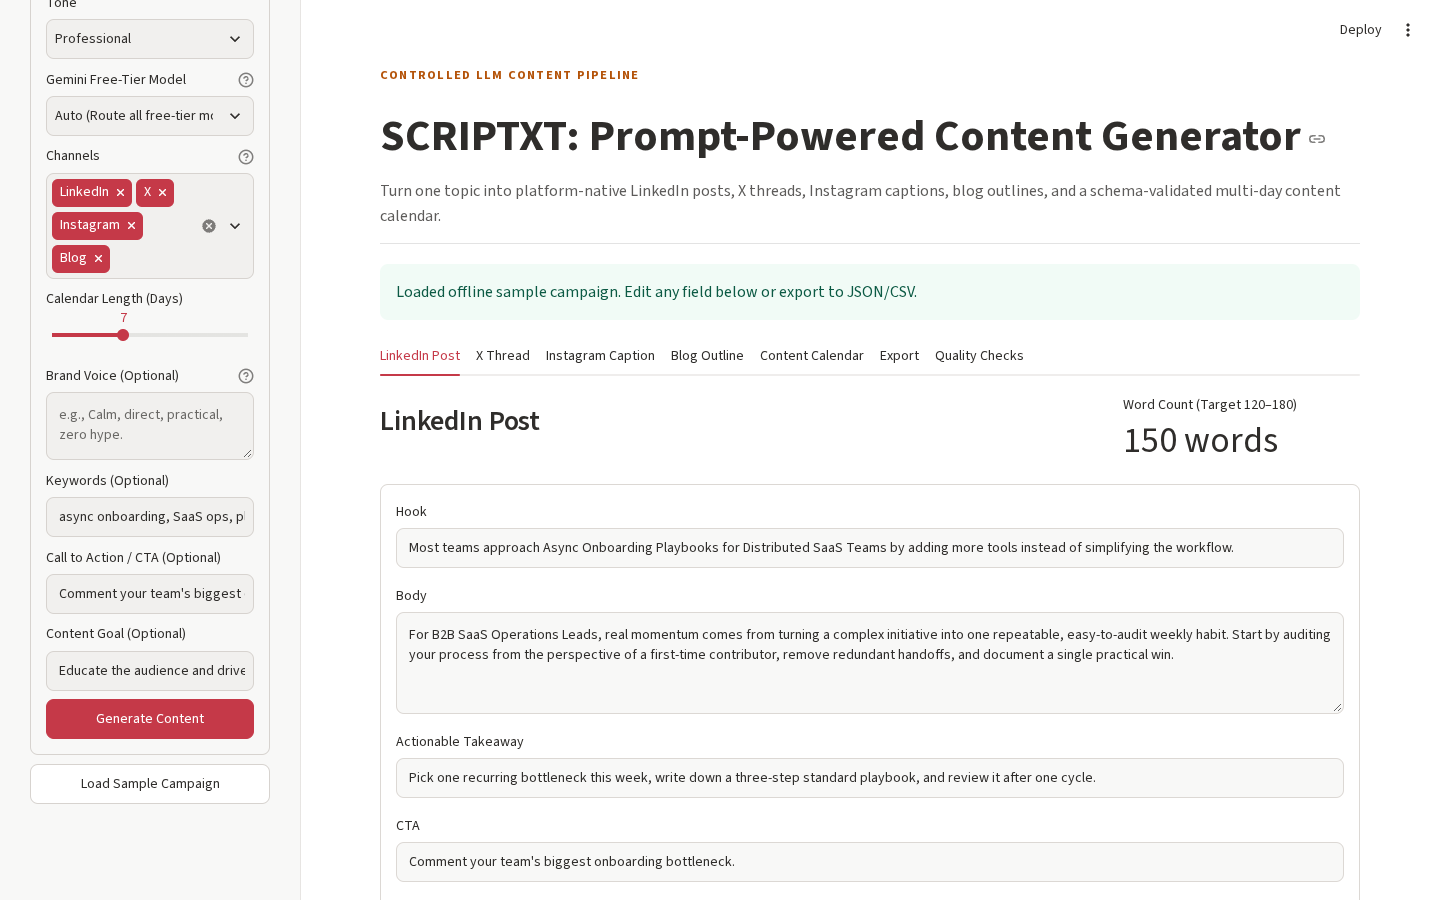 Tone
Professional
Gemini Free-Tier Model
Auto (Route all free-tier mo
Channels
LinkedIn
X
Instagram
Blog
Calendar Length (Days)
7
Brand Voice (Optional)
e.g., Calm, direct, practical,
zero hype.
Keywords (Optional)
async onboarding, SaaS ops, pl
Call to Action / CTA (Optional)
Comment your team's biggest
Content Goal (Optional)
Educate the audience and drive
Generate Content
Load Sample Campaign
Deploy
CONTROLLED LLM CONTENT PIPELINE
SCRIPTXT: Prompt-Powered Content Generator
Turn one topic into platform-native LinkedIn posts, X threads, Instagram captions, blog outlines, and a schema-validated multi-day content
calendar.
Loaded offline sample campaign. Edit any field below or export to JSON/CSV.
LinkedIn Post
X Thread
Instagram Caption
Blog Outline
Content Calendar
Export
Quality Checks
LinkedIn Post
Word Count (Target 120–180)
150 words
Hook
Most teams approach Async Onboarding Playbooks for Distributed SaaS Teams by adding more tools instead of simplifying the workflow.
Body
For B2B SaaS Operations Leads, real momentum comes from turning a complex initiative into one repeatable, easy-to-audit weekly habit. Start by auditing
your process from the perspective of a first-time contributor, remove redundant handoffs, and document a single practical win.
Actionable Takeaway
Pick one recurring bottleneck this week, write down a three-step standard playbook, and review it after one cycle.
CTA
Comment your team's biggest onboarding bottleneck.